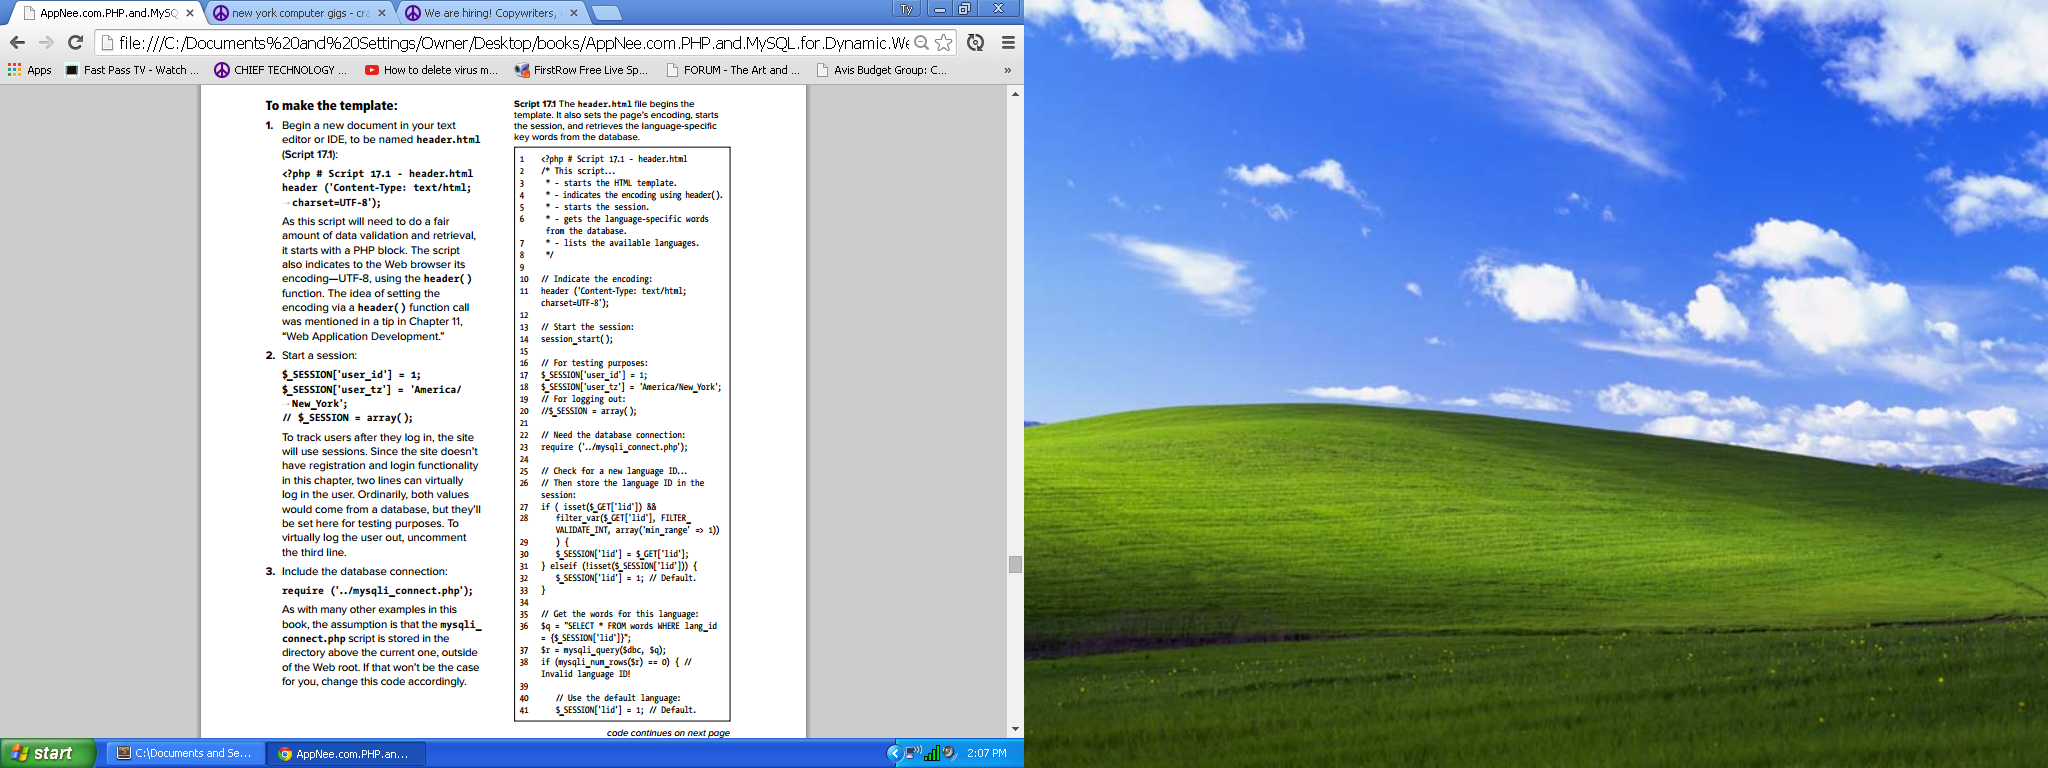 AppNee.com.PHP.and.MySQ
new york computer gigs - cra
We are hiring! Copywriters,
Ty
file:///C:/Documents%20and%20Settings/Owner/Desktop/books/AppNee.com.PHP.and.MySQL.for.Dynamic.We
Apps
Fast Pass TV - Watch ...
CHIEF TECHNOLOGY ...
How to delete virus m...
FirstRow Free Live Sp...
FORUM - The Art and ...
Avis Budget Group: C...
»
To make the template:
1. Begin a new document in your text
editor or IDE, to be named header.html
(Script 17.1):
<?php # Script 17.1 - header.html
header ('Content-Type: text/html;
→ charset=UTF-8');
As this script will need to do a fair
amount of data validation and retrieval,
it starts with a PHP block. The script
also indicates to the Web browser its
encoding—UTF-8, using the header()
function. The idea of setting the
encoding via a header() function call
was mentioned in a tip in Chapter 11,
“Web Application Development.”
2. Start a session:
$_SESSION['user_id'] = 1;
$_SESSION['user_tz'] = 'America/
→ New_York';
// $_SESSION = array();
To track users after they log in, the site
will use sessions. Since the site doesn’t
have registration and login functionality
in this chapter, two lines can virtually
log in the user. Ordinarily, both values
would come from a database, but they’ll
be set here for testing purposes. To
virtually log the user out, uncomment
the third line.
3. Include the database connection:
require ('../mysqli_connect.php');
As with many other examples in this
book, the assumption is that the mysqli_
connect.php script is stored in the
directory above the current one, outside
of the Web root. If that won’t be the case
for you, change this code accordingly.
Script 17.1 The header.html file begins the
template. It also sets the page’s encoding, starts
the session, and retrieves the language-specific
key words from the database.
1 <?php # Script 17.1 - header.html
2 /* This script...
3 * - starts the HTML template.
4 * - indicates the encoding using header().
5 * - starts the session.
6 * - gets the language-specific words
from the database.
7 * - lists the available languages.
8 */
9
10 // Indicate the encoding:
11 header ('Content-Type: text/html;
charset=UTF-8');
12
13 // Start the session:
14 session_start();
15
16 // For testing purposes:
17 $_SESSION['user_id'] = 1;
18 $_SESSION['user_tz'] = 'America/New_York';
19 // For logging out:
20 //$_SESSION = array();
21
22 // Need the database connection:
23 require ('../mysqli_connect.php');
24
25 // Check for a new language ID...
26 // Then store the language ID in the
session:
27 if ( isset($_GET['lid']) &&
28 filter_var($_GET['lid'], FILTER_
VALIDATE_INT, array('min_range' => 1))
29 ) {
30 $_SESSION['lid'] = $_GET['lid'];
31 } elseif (!isset($_SESSION['lid'])) {
32 $_SESSION['lid'] = 1; // Default.
33 }
34
35 // Get the words for this language:
36 $q = "SELECT * FROM words WHERE lang_id
= {$_SESSION['lid']}";
37 $r = mysqli_query($dbc, $q);
38 if (mysqli_num_rows($r) == 0) { //
Invalid language ID!
39
40 // Use the default language:
41 $_SESSION['lid'] = 1; // Default.
code continues on next page
start
C:\Documents and Se...
AppNee.com.PHP.an...
2:07 PM